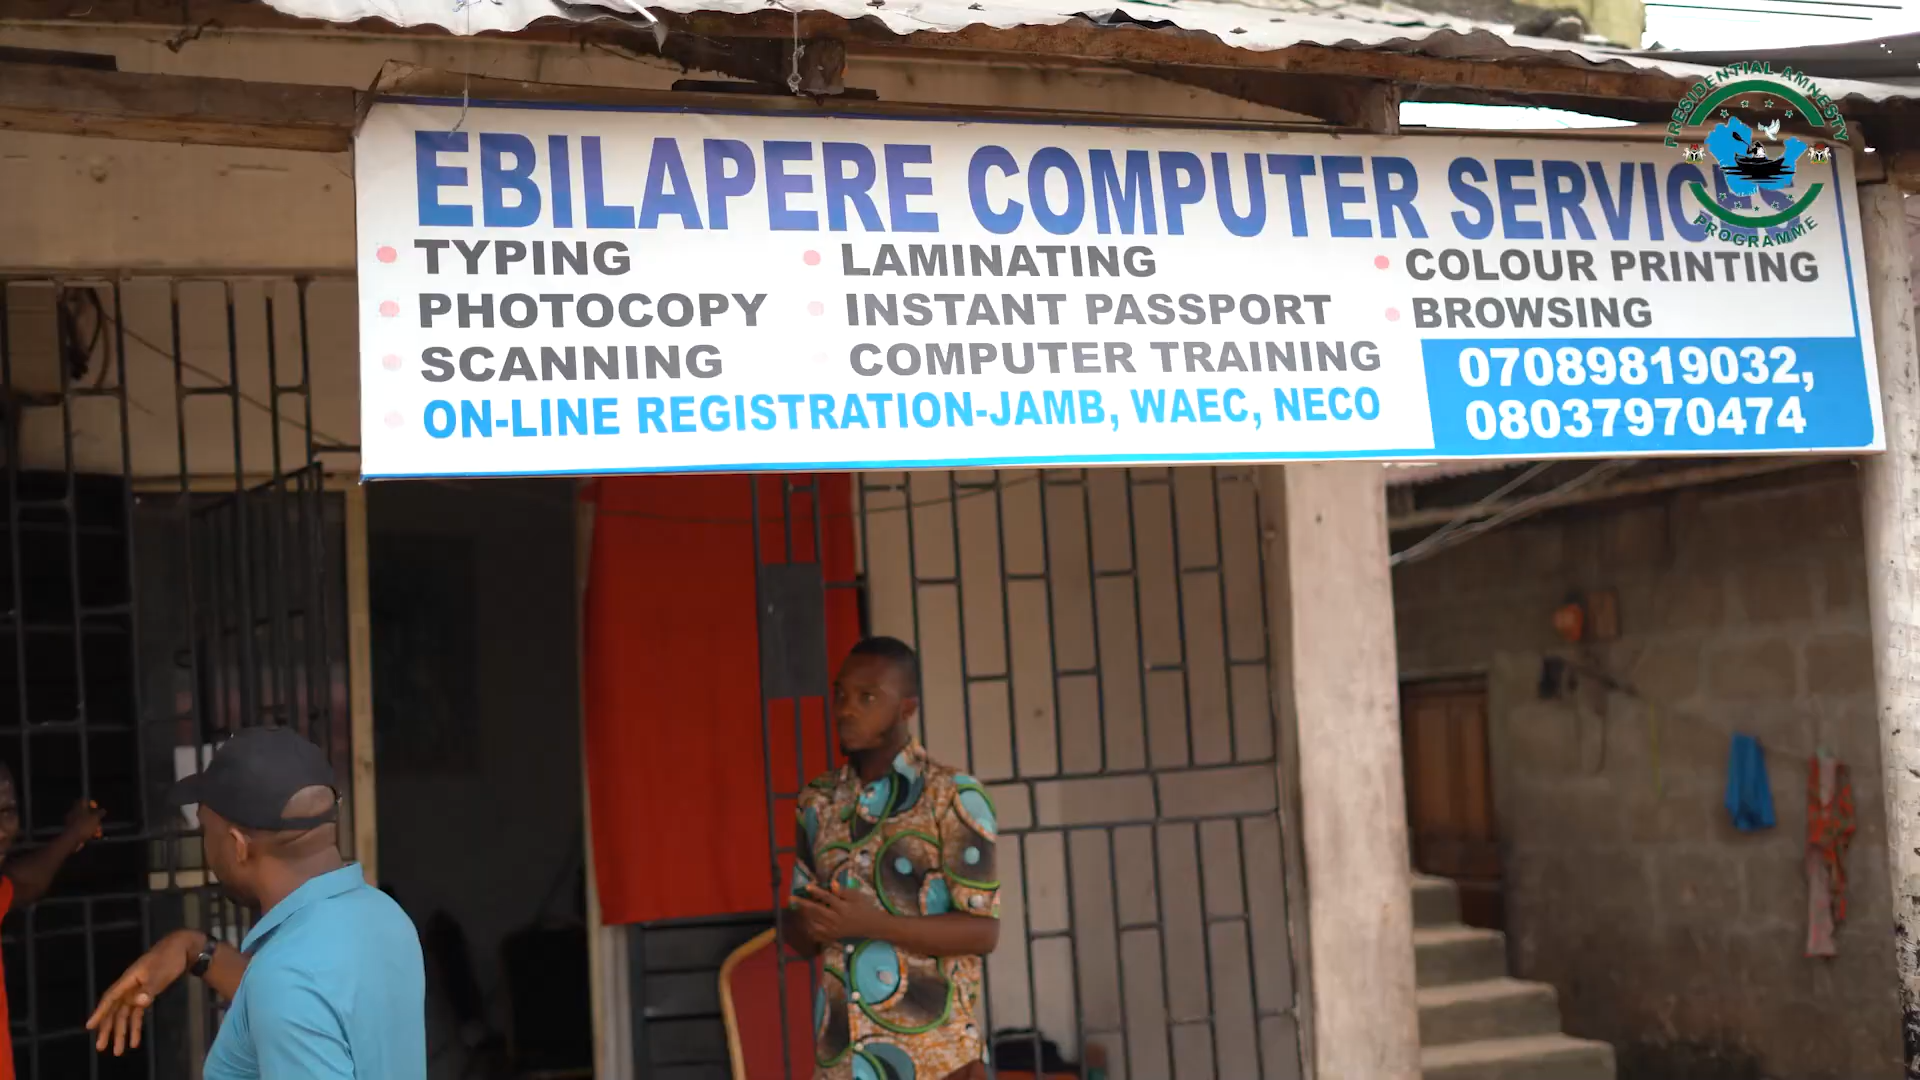 EBILAPERE COMPUTER SERVICES
TYPING
PHOTOCOPY
SCANNING
LAMINATING
INSTANT PASSPORT
COMPUTER TRAINING
COLOUR PRINTING
BROWSING
ON-LINE REGISTRATION-JAMB, WAEC, NECO
07089819032,
08037970474
PRESIDENTIAL AMNESTY
PROGRAMME